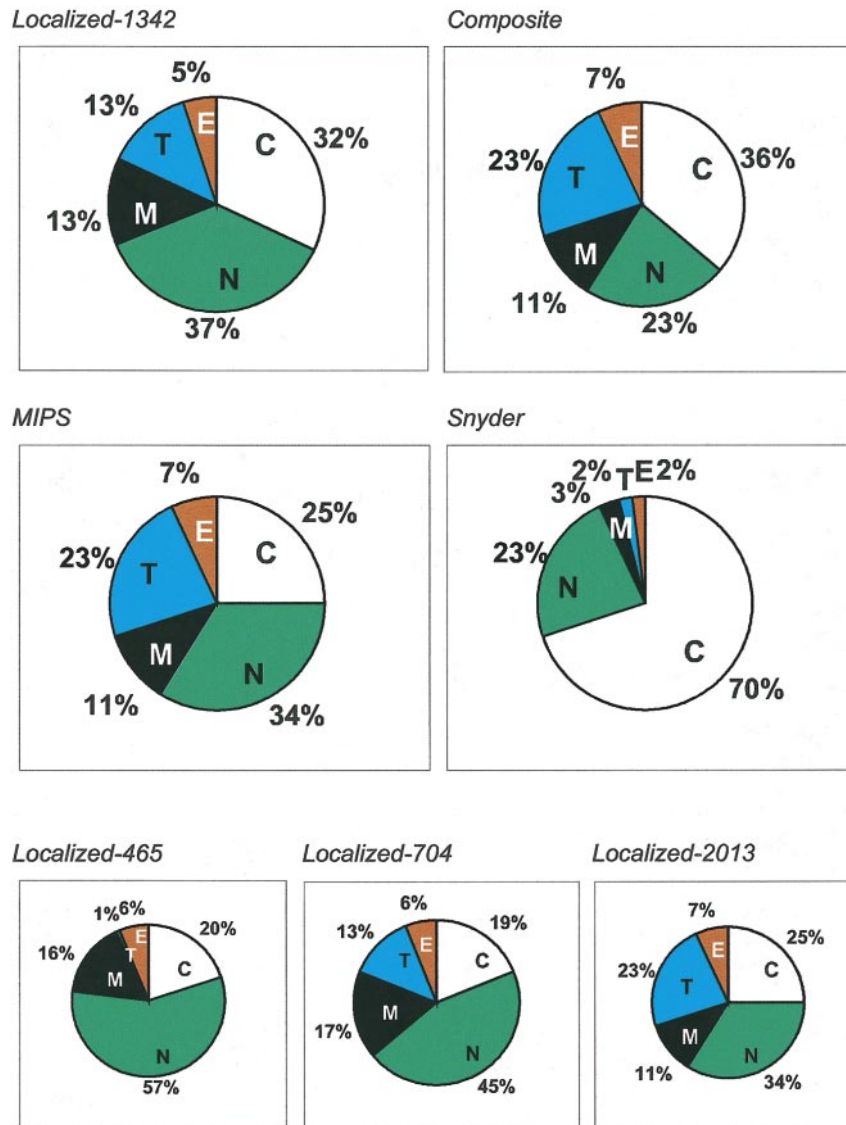 Localized-1342
Composite
5%
13%
E
T
C
32%
13%
M
N
37%
7%
23%
E
T
C
36%
M
11%
N
23%
MIPS
Snyder
7%
25%
23%
E
C
T
M
11%
N
34%
2% T E 2%
3%
M
23%
N
C
70%
Localized-465
Localized-704
Localized-2013
1% 6%
20%
16%
E
T
C
M
N
57%
6%
19%
13%
E
T
C
M
17%
N
45%
7%
25%
23%
E
C
T
M
N
11%
34%